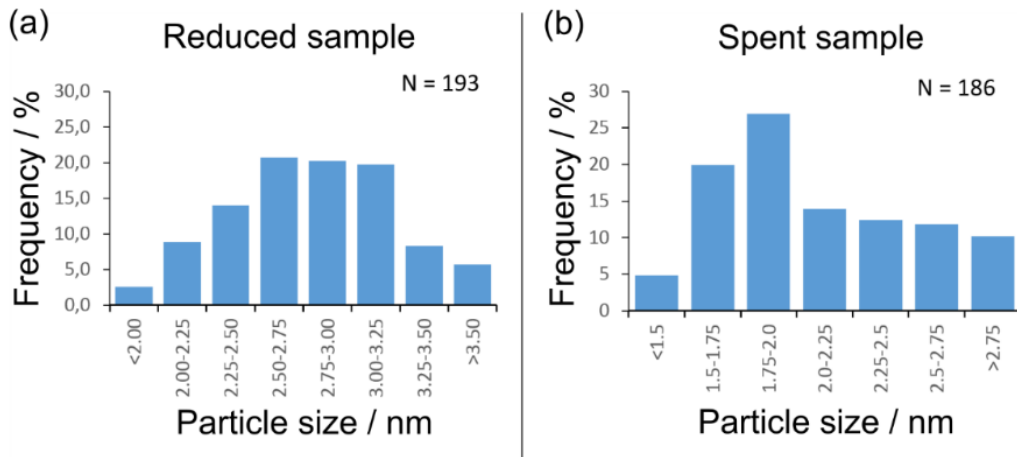 (a)
Reduced sample
N = 193
Frequency / %
30,0
25,0
20,0
15,0
10,0
5,0
0,0
<2.00
2.00-2.25
2.25-2.50
2.50-2.75
2.75-3.00
3.00-3.25
3.25-3.50
>3.50
Particle size / nm
(b)
Spent sample
N = 186
Frequency / %
30
25
20
15
10
5
0
<1.5
1.5-1.75
1.75-2.0
2.0-2.25
2.25-2.5
2.5-2.75
>2.75
Particle size / nm